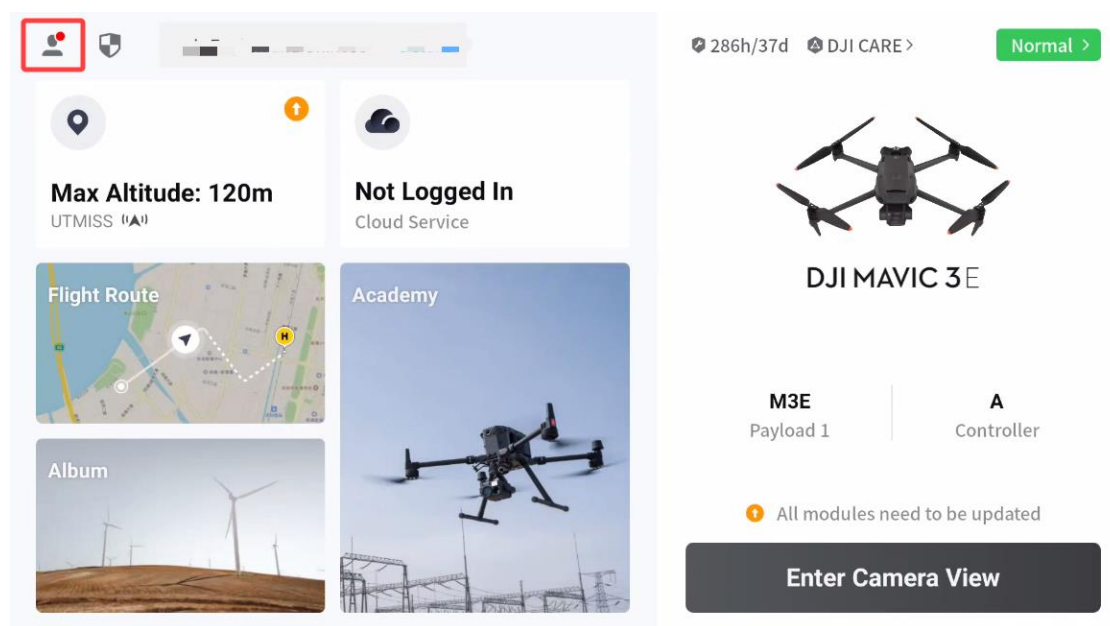 286h/37d DJI CARE >
Normal >
Max Altitude: 120m
UTMISS
Not Logged In
Cloud Service
Flight Route
H
Academy
Album
DJI MAVIC 3E
M3E
Payload 1
A
Controller
All modules need to be updated
Enter Camera View